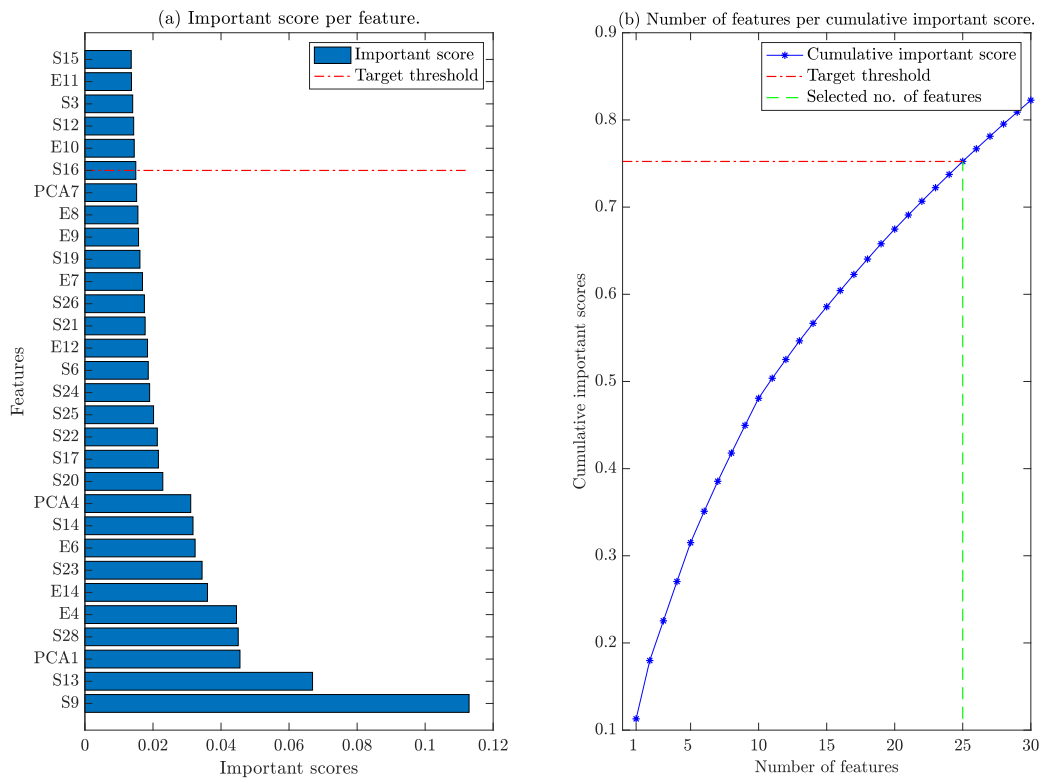 (a) Important score per feature.
Important score
Target threshold
S15
E11
S3
S12
E10
S16
PCA7
E8
E9
S19
E7
S26
S21
E12
S6
S24
S25
S22
S17
S20
PCA4
S14
E6
S23
E14
E4
S28
PCA1
S13
S9
Features
0 0.02 0.04 0.06 0.08 0.1 0.12
Important scores
(b) Number of features per cumulative important score.
Cumulative important score
Target threshold
Selected no. of features
0.9
0.8
0.7
0.6
0.5
0.4
0.3
0.2
0.1
Cumulative important scores
1 5 10 15 20 25 30
Number of features